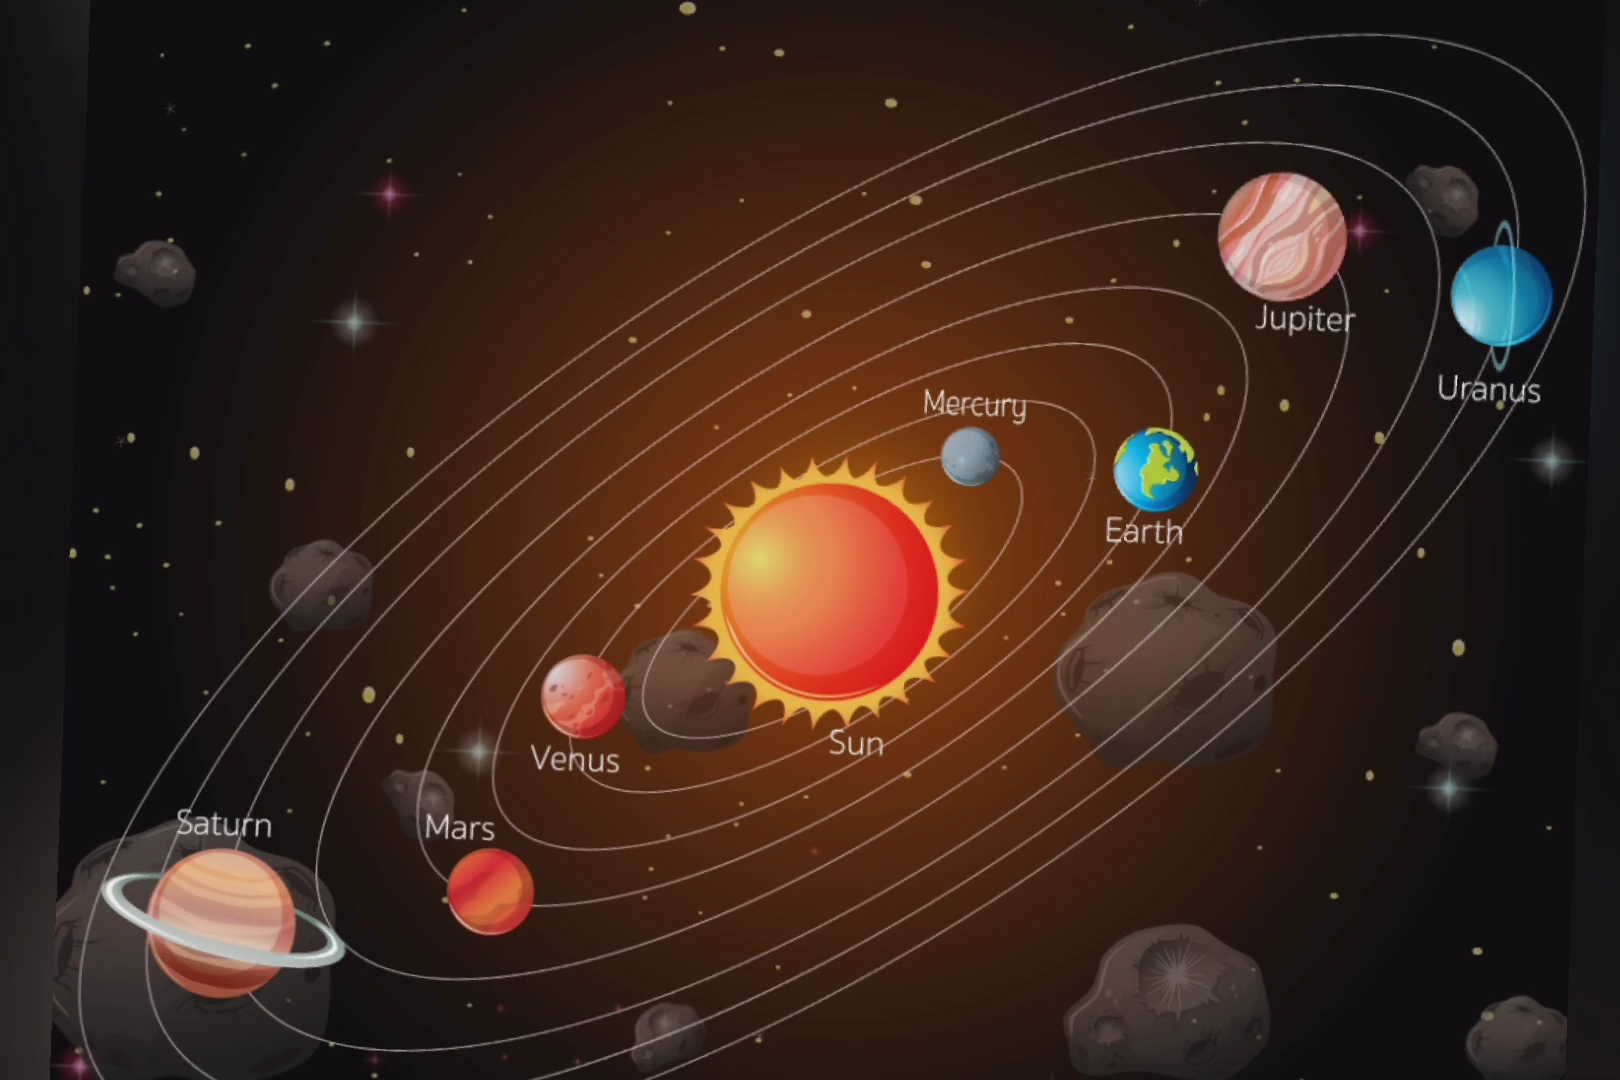 Jupiter
Uranus
Mercury
Earth
Sun
Venus
Mars
Saturn